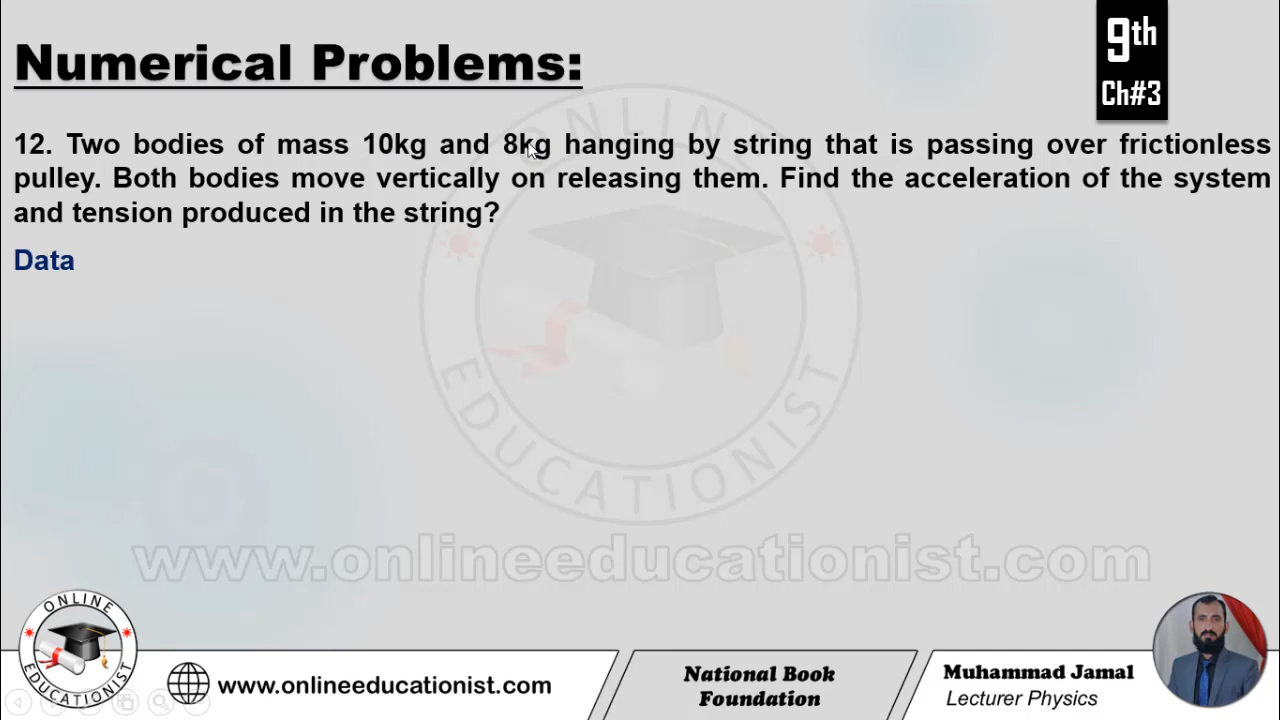 Numerical Problems:
9th
Ch#3
12. Two bodies of mass 10kg and 8kg hanging by string that is passing over frictionless
pulley. Both bodies move vertically on releasing them. Find the acceleration of the system
and tension produced in the string?
Data
ONLINE
EDUCATIONIST
www.onlineeducationist.com
ONLINE
EDUCATIONIST
www.onlineeducationist.com
National Book
Foundation
Muhammad Jamal
Lecturer Physics